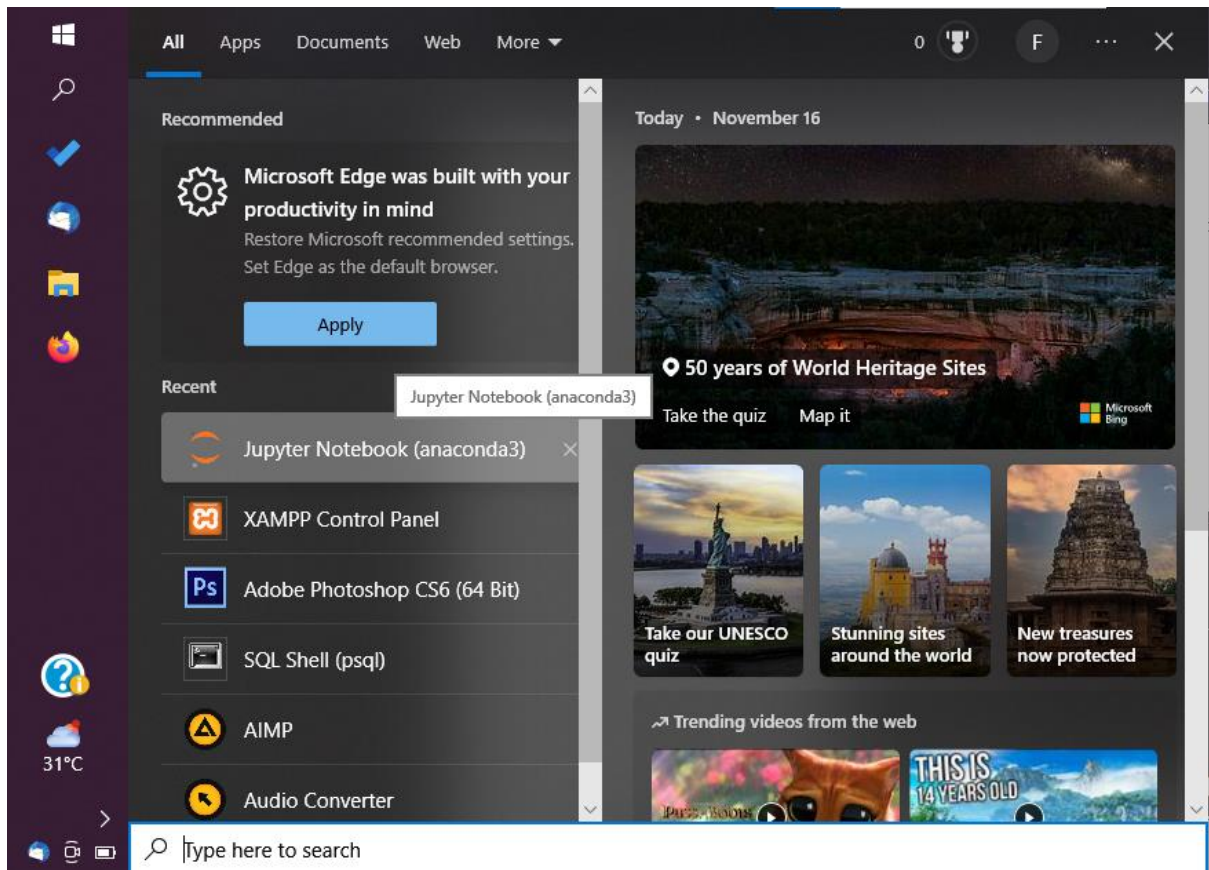 All Apps Documents Web More
0 F ...
Recommended
Microsoft Edge was built with your
productivity in mind
Restore Microsoft recommended settings.
Set Edge as the default browser.
Apply
Recent
Jupyter Notebook (anaconda3)
Jupyter Notebook (anaconda3)
XAMPP Control Panel
Ps Adobe Photoshop CS6 (64 Bit)
SQL Shell (psql)
AIMP
Audio Converter
Today • November 16
50 years of World Heritage Sites
Take the quiz Map it
Microsoft
Bing
Take our UNESCO
quiz
Stunning sites
around the world
New treasures
now protected
Trending videos from the web
THIS IS
14 YEARS OLD
31°C
Type here to search